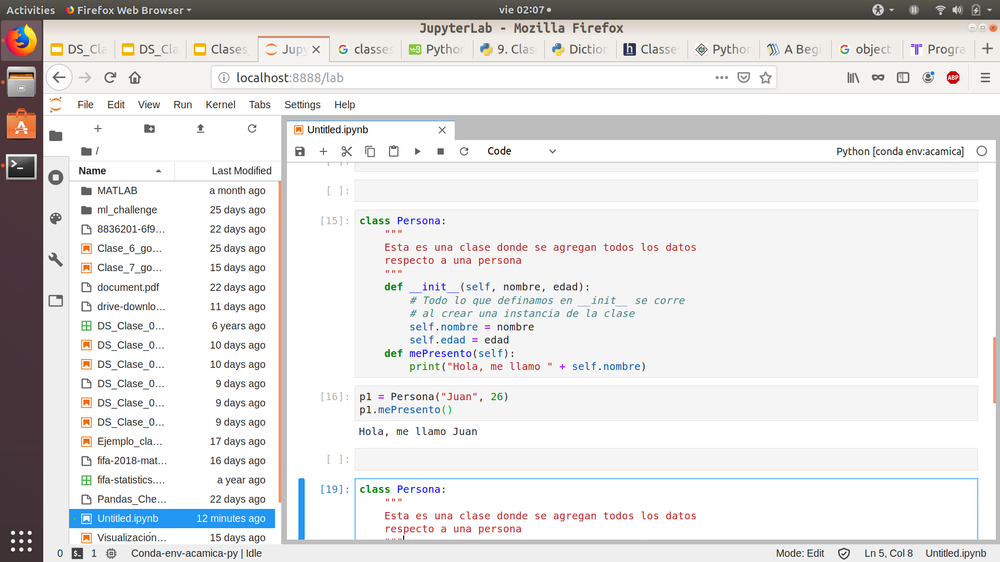 Activities Firefox Web Browser vie 02:07
JupyterLab - Mozilla Firefox
DS_Cla DS_Cla Clases_ Jupy classes Python 9. Clas Diction Classes Python A Begi object Progra
localhost:8888/lab ABP
File Edit View Run Kernel Tabs Settings Help
Untitled.ipynb
/
Code Python [conda env:acamica]
Name Last Modified
MATLAB a month ago
ml_challenge 25 days ago
8836201-6f9... 22 days ago
Clase_6_go... 25 days ago
Clase_7_go... 15 days ago
document.pdf 22 days ago
drive-downlo... 11 days ago
DS_Clase_0... 6 years ago
DS_Clase_0... 10 days ago
DS_Clase_0... 10 days ago
DS_Clase_0... 9 days ago
DS_Clase_0... 9 days ago
DS_Clase_0... 9 days ago
Ejemplo_cla... 17 days ago
fifa-2018-mat... 16 days ago
fifa-statistics.... a year ago
Pandas_Che... 22 days ago
Untitled.ipynb 12 minutes ago
Visualización... 15 days ago
[ ]:
[ ]:
[15]: class Persona:
"""
Esta es una clase donde se agregan todos los datos
respecto a una persona
"""
def __init__(self, nombre, edad):
# Todo lo que definamos en __init__ se corre
# al crear una instancia de la clase
self.nombre = nombre
self.edad = edad
def mePresento(self):
print("Hola, me llamo " + self.nombre)
[16]: p1 = Persona("Juan", 26)
p1.mePresento()
Hola, me llamo Juan
[ ]:
[19]: class Persona:
"""
Esta es una clase donde se agregan todos los datos
respecto a una persona
"""
0 $_ 1 Conda-env-acamica-py | Idle Mode: Edit Ln 5, Col 8 Untitled.ipynb